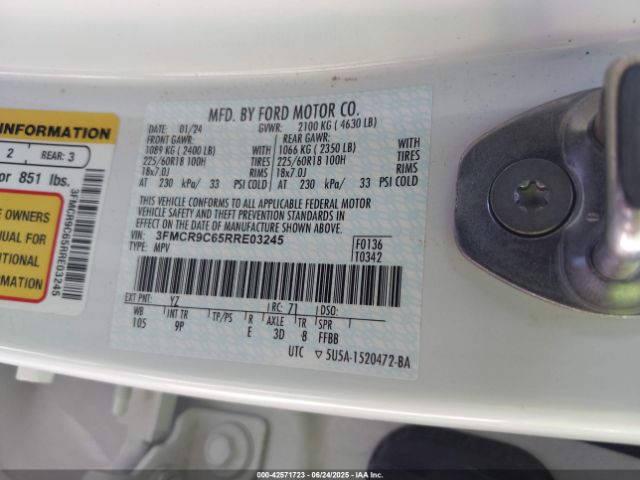 INFORMATION
2 REAR: 3
or 851 lbs.
E OWNERS
NUAL FOR
DITIONAL
RMATION
3FMCR9C65RRE03245
MFD. BY FORD MOTOR CO.
DATE: 01/24 GVWR: 2100 KG ( 4630 LB)
FRONT GAWR: REAR GAWR:
1089 KG ( 2400 LB) WITH 1066 KG ( 2350 LB) WITH
225/60R18 100H TIRES 225/60R18 100H TIRES
18x7.0J RIMS 18x7.0J RIMS
AT 230 kPa/ 33 PSI COLD AT 230 kPa/ 33 PSI COLD
THIS VEHICLE CONFORMS TO ALL APPLICABLE FEDERAL MOTOR
VEHICLE SAFETY AND THEFT PREVENTION STANDARDS IN EFFECT ON THE DATE OF
MANUFACTURE SHOWN ABOVE.
VIN: 3FMCR9C65RRE03245 F0136
TYPE: MPV T0342
EXT PNT: YZ RC: 71 DSO:
WB INT TR TP/PS R AXLE TR SPR
105 9P E 3D 8 FFBB
UTC ▽ 5U5A-1520472-BA
000-42571723 06/24/2025 IAA Inc.